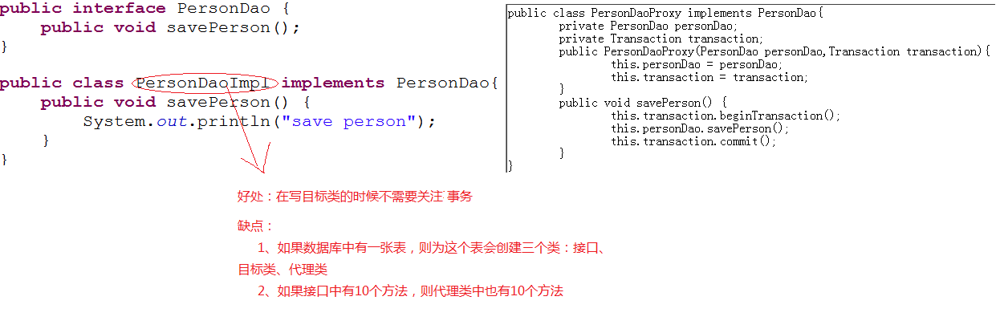 public interface PersonDao {
public void savePerson();
}
public class PersonDaoImpl implements PersonDao{
public void savePerson() {
System.out.println("save person");
}
}
public class PersonDaoProxy implements PersonDao{
private PersonDao personDao;
private Transaction transaction;
public PersonDaoProxy(PersonDao personDao,Transaction transaction){
this.personDao = personDao;
this.transaction = transaction;
}
public void savePerson() {
this.transaction.beginTransaction();
this.personDao.savePerson();
this.transaction.commit();
}
}
好处：在写目标类的时候不需要关注 事务
缺点：
1、如果数据库中有一张表，则为这个表会创建三个类：接口、
目标类、代理类
2、如果接口中有10个方法，则代理类中也有10个方法